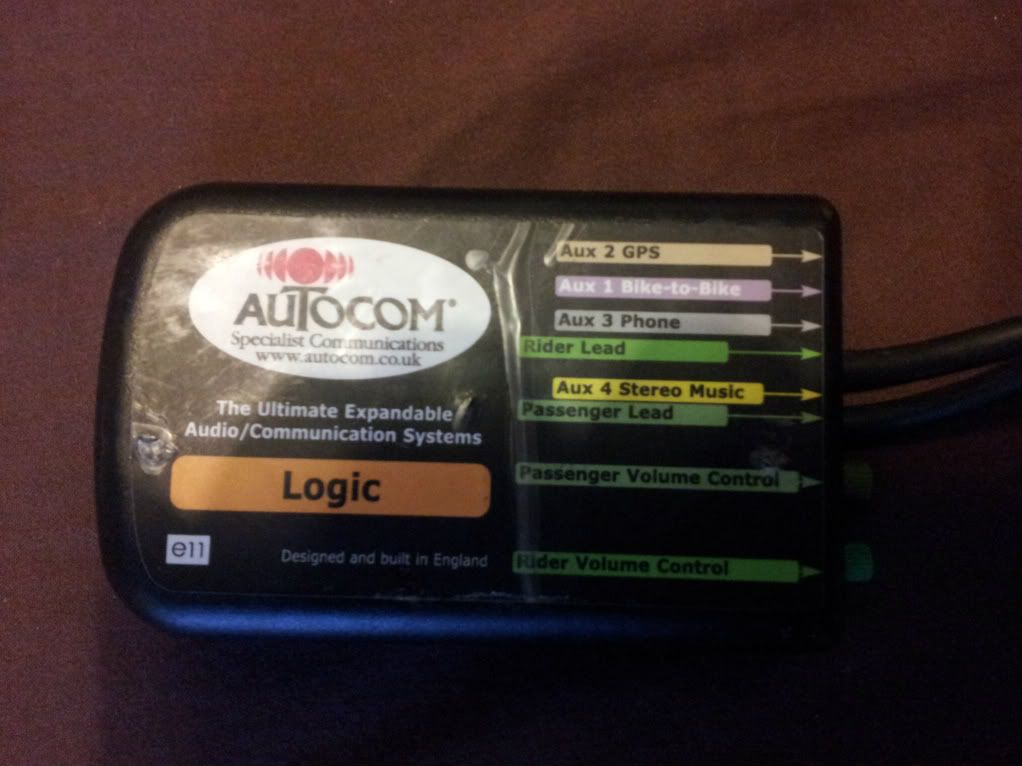 AUTOCOM®
Specialist Communications
www.autocom.co.uk
The Ultimate Expandable
Audio/Communication Systems
Logic
e11
Designed and built in England
Aux 2 GPS
Aux 1 Bike-to-Bike
Aux 3 Phone
Rider Lead
Aux 4 Stereo Music
Passenger Lead
Passenger Volume Control
Rider Volume Control